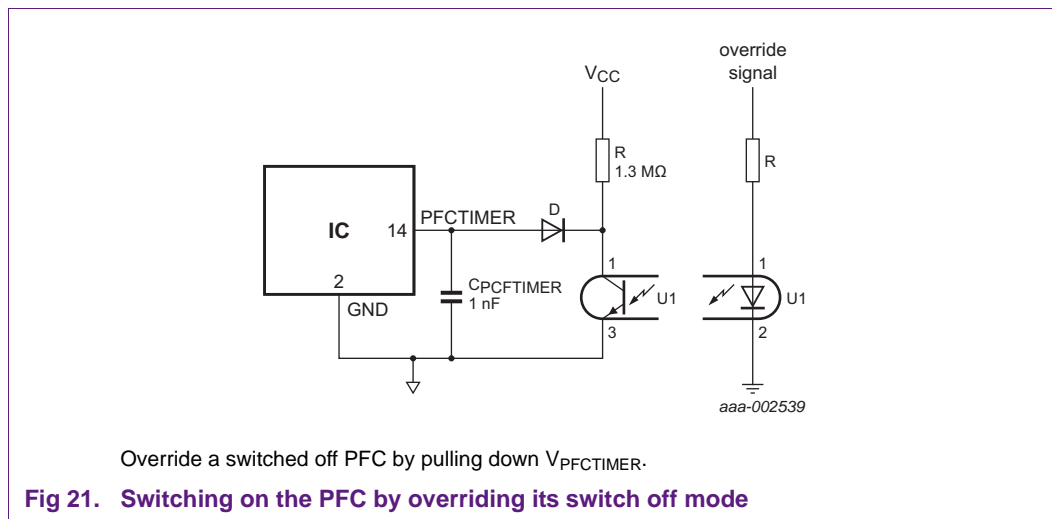 override
signal
VCC
R
1.3 MΩ
R
IC
14
PFCTIMER
D
2
GND
CPCFTIMER
1 nF
1
U1
3
1
U1
2
aaa-002539
Override a switched off PFC by pulling down VPFCTIMER.
Fig 21. Switching on the PFC by overriding its switch off mode